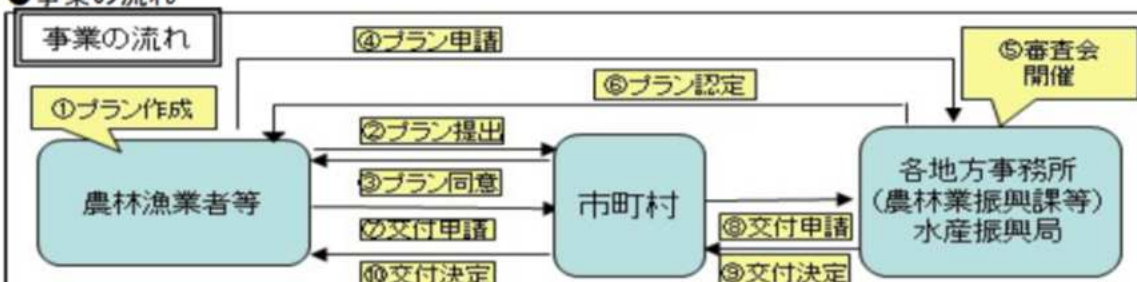 ●事業の流れ
事業の流れ
④プラン申請
⑤審査会
開催
⑥プラン認定
①プラン作成
②プラン提出
③プラン同意
農林漁業者等
市町村
各地方事務所
(農林業振興課等)
水産振興局
⑦交付申請
⑧交付申請
⑩交付決定
⑨交付決定